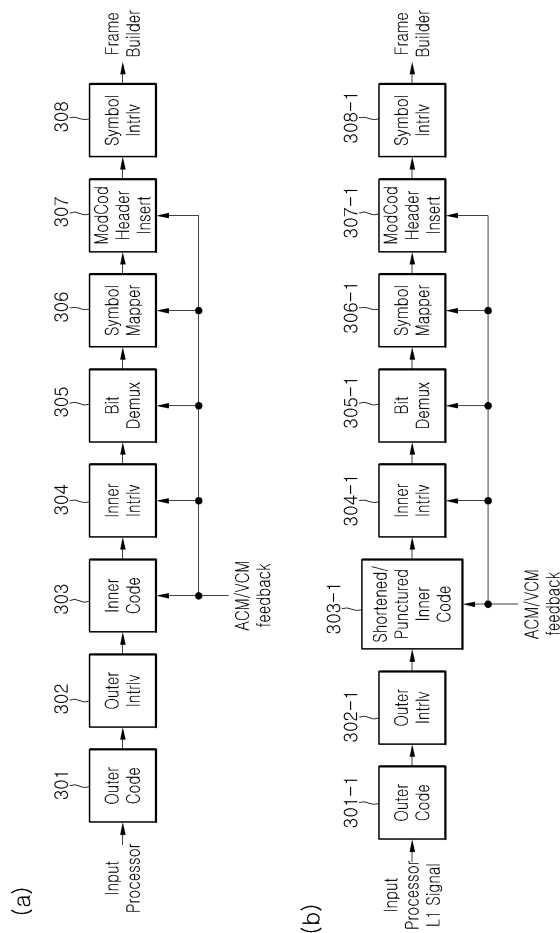 (a)
Input
Processor
301
Outer
Code
302
Outer
Intrlv
303
Inner
Code
304
Inner
Intrlv
305
Bit
Demux
306
Symbol
Mapper
307
ModCod
Header
Insert
308
Symbol
Intrlv
Frame
Builder
ACM/VCM
feedback
(b)
Input
Processor
L1 Signal
301-1
Outer
Code
302-1
Outer
Intrlv
303-1
Shortened/
Punctured
Inner
Code
304-1
Inner
Intrlv
305-1
Bit
Demux
306-1
Symbol
Mapper
307-1
ModCod
Header
Insert
308-1
Symbol
Intrlv
Frame
Builder
ACM/VCM
feedback